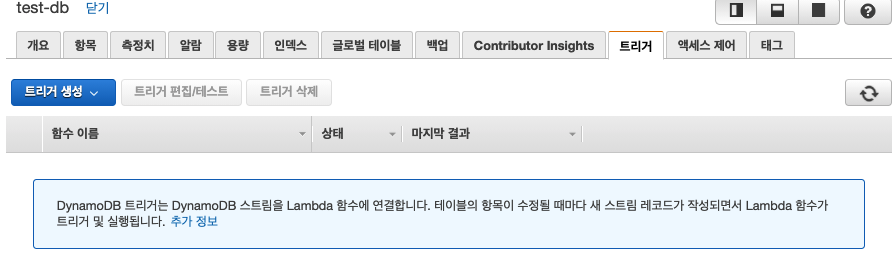 test-db 닫기
?
개요 항목 측정치 알람 용량 인덱스 글로벌 테이블 백업 Contributor Insights 트리거 액세스 제어 태그
트리거 생성 트리거 편집/테스트 트리거 삭제
함수 이름 상태 마지막 결과
DynamoDB 트리거는 DynamoDB 스트림을 Lambda 함수에 연결합니다. 테이블의 항목이 수정될 때마다 새 스트림 레코드가 작성되면서 Lambda 함수가
트리거 및 실행됩니다. 추가 정보